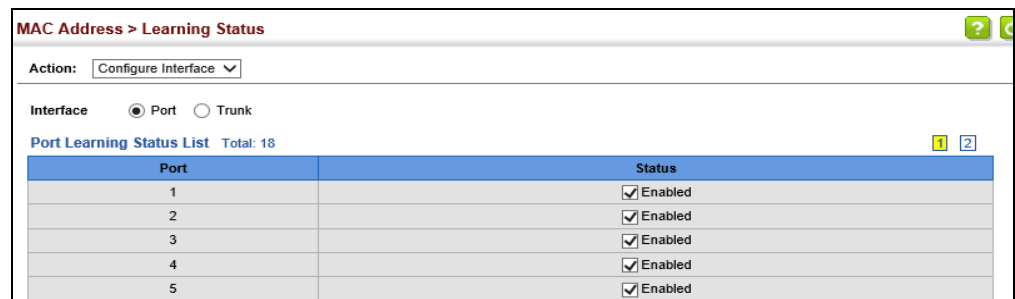 MAC Address > Learning Status
?
Action: Configure Interface
Interface Port Trunk
Port Learning Status List Total: 18 1 2
Port Status
1 Enabled
2 Enabled
3 Enabled
4 Enabled
5 Enabled